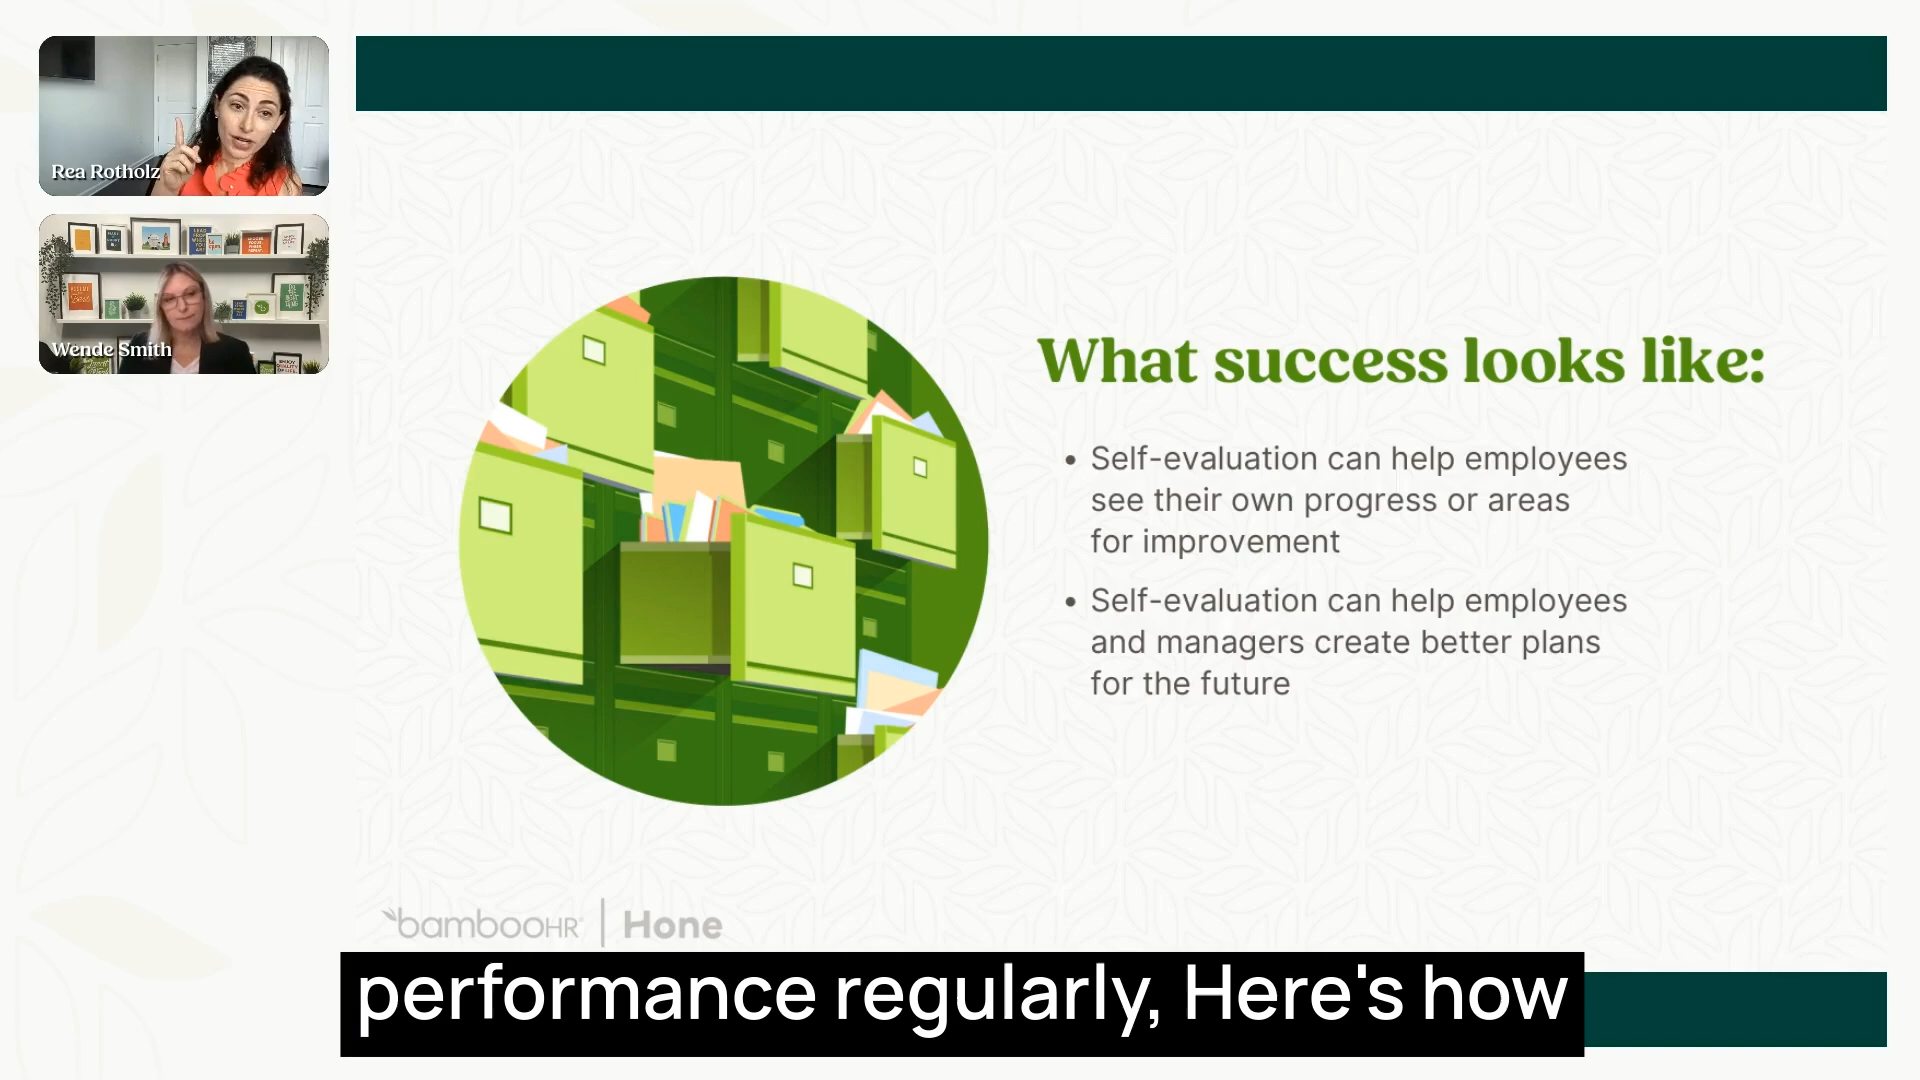 Rea Rotholz
Wende Smith
What success looks like:
• Self-evaluation can help employees
see their own progress or areas
for improvement
• Self-evaluation can help employees
and managers create better plans
for the future
bambooHR | Hone
performance regularly, Here's how